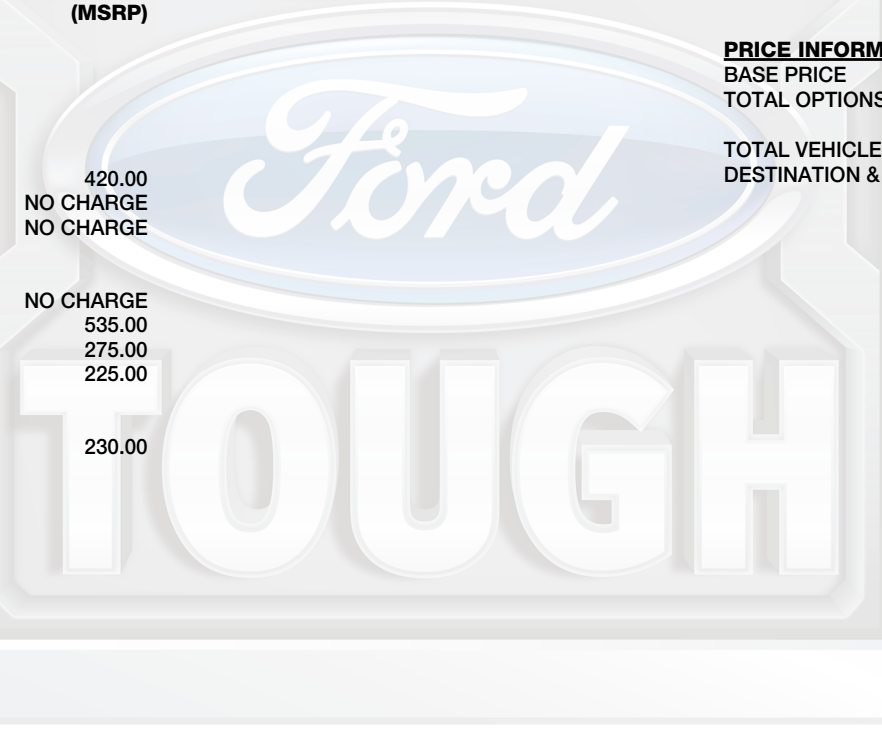 (MSRP)
420.00
NO CHARGE
NO CHARGE
NO CHARGE
535.00
275.00
225.00
230.00
PRICE INFORM
BASE PRICE
TOTAL OPTIONS
TOTAL VEHICLE
DESTINATION &
Ford
TOUGH